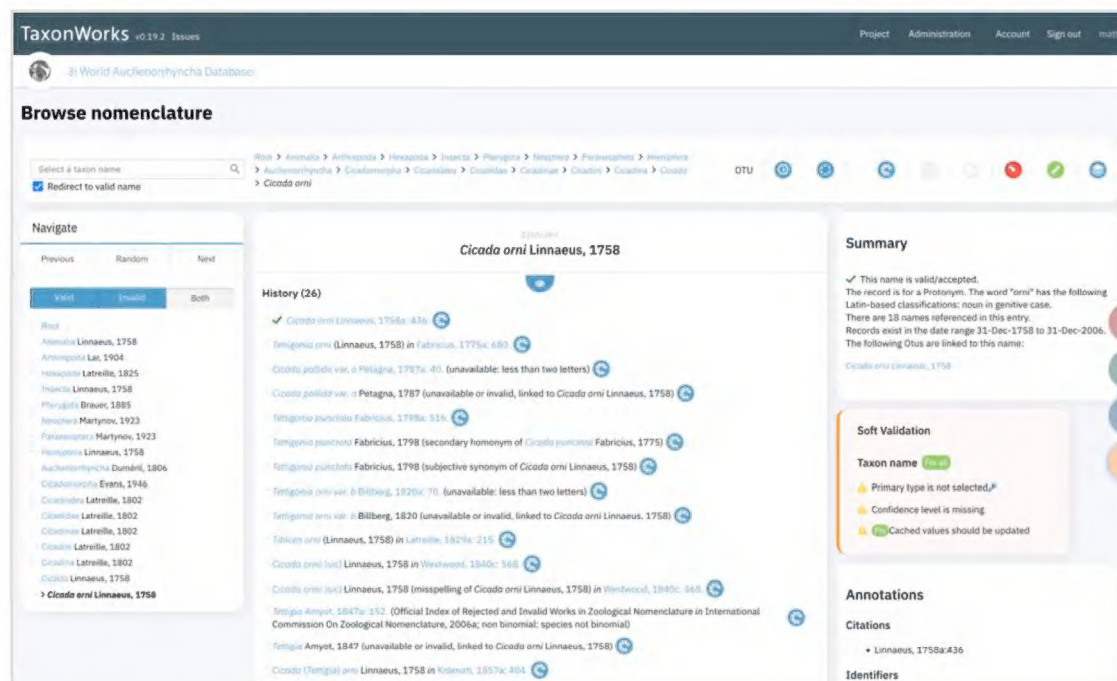 TaxonWorks v0.19.2 Issues
Project Administration Account Sign out
3i World Auchenorrhyncha Database
Browse nomenclature
Select a taxon name
Redirect to valid name
Root > Animalia > Arthropoda > Hexapoda > Insecta > Pterygota > Neoptera > Paraneoptera > Hemiptera
> Auchenorrhyncha > Cicadomorpha > Cicadoidea > Cicadidae > Cicadinae > Cicadini > Cicadina > Cicada
> Cicada orni
OTU
Navigate
Previous Random Next
Valid Invalid Both
Root
Animalia Linnaeus, 1758
Arthropoda Lar, 1904
Hexapoda Latreille, 1825
Insecta Linnaeus, 1758
Pterygota Brauer, 1885
Neoptera Martynov, 1923
Paraneoptera Martynov, 1923
Hemiptera Linnaeus, 1758
Auchenorrhyncha Duméril, 1806
Cicadomorpha Evans, 1946
Cicadoidea Latreille, 1802
Cicadidae Latreille, 1802
Cicadinae Latreille, 1802
Cicadini Latreille, 1802
Cicadina Latreille, 1802
Cicada Linnaeus, 1758
> Cicada orni Linnaeus, 1758
Cicada orni Linnaeus, 1758
History (26)
Cicada orni Linnaeus, 1758a: 436.
Tettigonia orni (Linnaeus, 1758) in Fabricius, 1775a: 680.
Cicada pallida var. a Petagna, 1787a: 40. (unavailable: less than two letters)
Cicada pallida var. a Petagna, 1787 (unavailable or invalid, linked to Cicada orni Linnaeus, 1758)
Tettigonia punctata Fabricius, 1798a: 516.
Tettigonia punctata Fabricius, 1798 (secondary homonym of Cicada punctata Fabricius, 1775)
Tettigonia punctata Fabricius, 1798 (subjective synonym of Cicada orni Linnaeus, 1758)
Tettigonia orni var. b Billberg, 1820a: 76. (unavailable: less than two letters)
Tettigonia orni var. b Billberg, 1820 (unavailable or invalid, linked to Cicada orni Linnaeus, 1758)
Tibicen orni (Linnaeus, 1758) in Latreille, 1829a: 215.
Cicada orni [sic] Linnaeus, 1758 in Westwood, 1840c: 568.
Cicada orni [sic] Linnaeus, 1758 (misspelling of Cicada orni Linnaeus, 1758) in Westwood, 1840c: 568.
Tettigia Amyot, 1847a: 152. (Official Index of Rejected and Invalid Works in Zoological Nomenclature in International
Commission On Zoological Nomenclature, 2006a; non binomial: species not binomial)
Tettigia Amyot, 1847 (unavailable or invalid, linked to Cicada orni Linnaeus, 1758)
Cicada (Tettigia) orni Linnaeus, 1758 in Kolenati, 1857a: 404.
Summary
This name is valid/accepted.
The record is for a Protonym. The word "orni" has the following
Latin-based classifications: noun in genitive case.
There are 18 names referenced in this entry.
Records exist in the date range 31-Dec-1758 to 31-Dec-2006.
The following Otus are linked to this name:
Cicada orni Linnaeus, 1758
Soft Validation
Taxon name Fix all
Primary type is not selected
Confidence level is missing
Fix Cached values should be updated
Annotations
Citations
• Linnaeus, 1758a:436
Identifiers